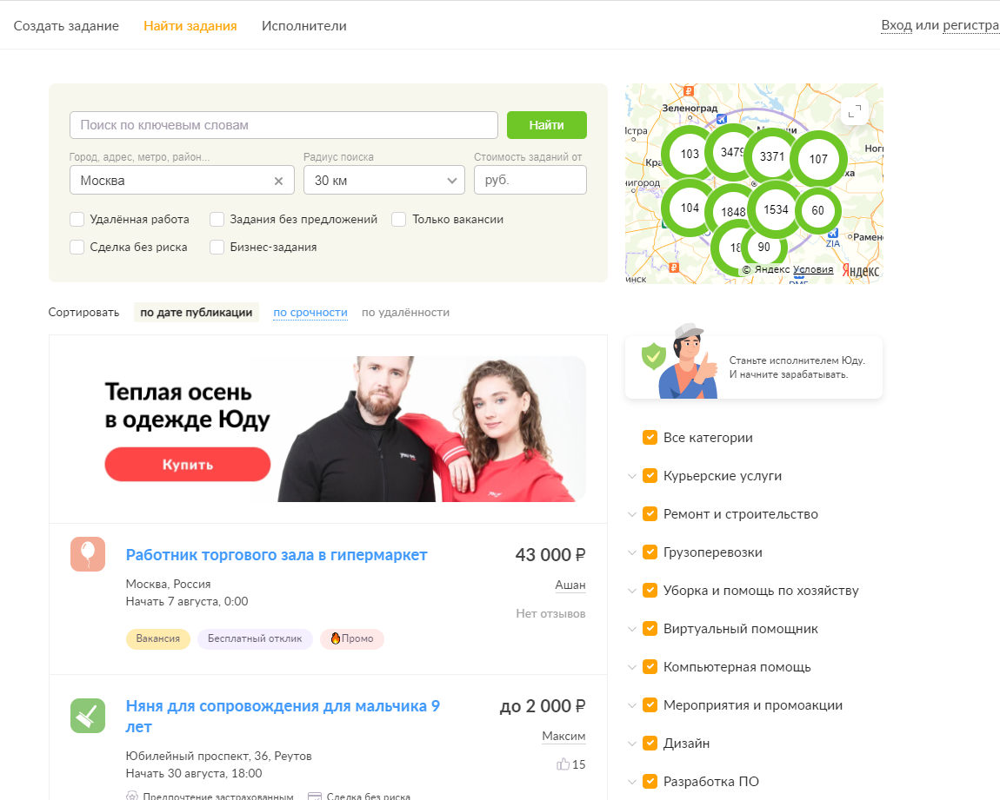 Создать задание
Найти задания
Исполнители
Вход или регистра
Поиск по ключевым словам
Найти
Город, адрес, метро, район...
Радиус поиска
Стоимость заданий от
Москва
30 км
руб.
Удалённая работа
Задания без предложений
Только вакансии
Сделка без риска
Бизнес-задания
Зеленоград
Истра
103
3479
3371
107
104
1848
1534
60
18
90
ZIA
Рамен
© Яндекс Условия
Яндекс
Сортировать
по дате публикации
по срочности
по удалённости
Теплая осень
в одежде Юду
Купить
Станьте исполнителем Юду.
И начните зарабатывать.
Работник торгового зала в гипермаркет
43 000 ₽
Москва, Россия
Ашан
Начать 7 августа, 0:00
Нет отзывов
Вакансия
Бесплатный отклик
Промо
Няня для сопровождения для мальчика 9
лет
до 2 000 ₽
Максим
Юбилейный проспект, 36, Реутов
15
Начать 30 августа, 18:00
Предпочтение застрахованным
Сделка без риска
Все категории
Курьерские услуги
Ремонт и строительство
Грузоперевозки
Уборка и помощь по хозяйству
Виртуальный помощник
Компьютерная помощь
Мероприятия и промоакции
Дизайн
Разработка ПО